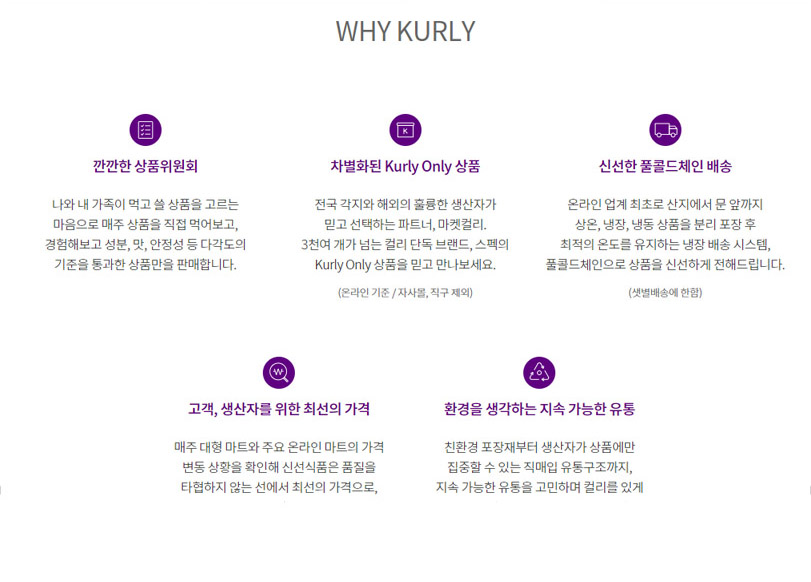 WHY KURLY
깐깐한 상품위원회
나와 내 가족이 먹고 쓸 상품을 고르는
마음으로 매주 상품을 직접 먹어보고,
경험해보고 성분, 맛, 안정성 등 다각도의
기준을 통과한 상품만을 판매합니다.
차별화된 Kurly Only 상품
전국 각지와 해외의 훌륭한 생산자가
믿고 선택하는 파트너, 마켓컬리.
3천여 개가 넘는 컬리 단독 브랜드, 스펙의
Kurly Only 상품을 믿고 만나보세요.
(온라인 기준 / 자사몰, 직구 제외)
신선한 풀콜드체인 배송
온라인 업계 최초로 산지에서 문 앞까지
상온, 냉장, 냉동 상품을 분리 포장 후
최적의 온도를 유지하는 냉장 배송 시스템,
풀콜드체인으로 상품을 신선하게 전해드립니다.
(샛별배송에 한함)
고객, 생산자를 위한 최선의 가격
매주 대형 마트와 주요 온라인 마트의 가격
변동 상황을 확인해 신선식품은 품질을
타협하지 않는 선에서 최선의 가격으로,
환경을 생각하는 지속 가능한 유통
친환경 포장재부터 생산자가 상품에만
집중할 수 있는 직매입 유통구조까지,
지속 가능한 유통을 고민하며 컬리를 있게